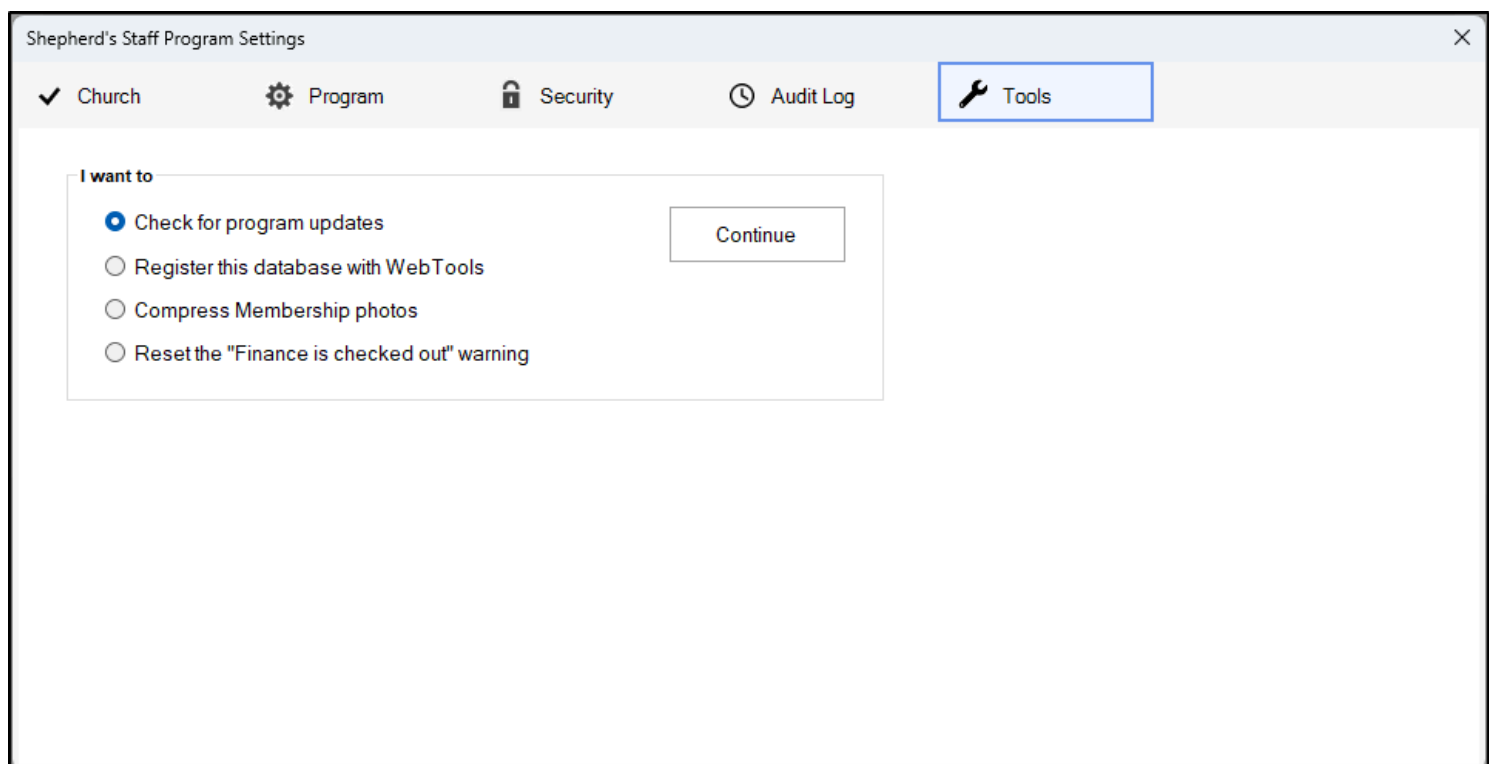 Shepherd's Staff Program Settings
Church Program Security Audit Log Tools
I want to
Check for program updates
Continue
Register this database with WebTools
Compress Membership photos
Reset the "Finance is checked out" warning